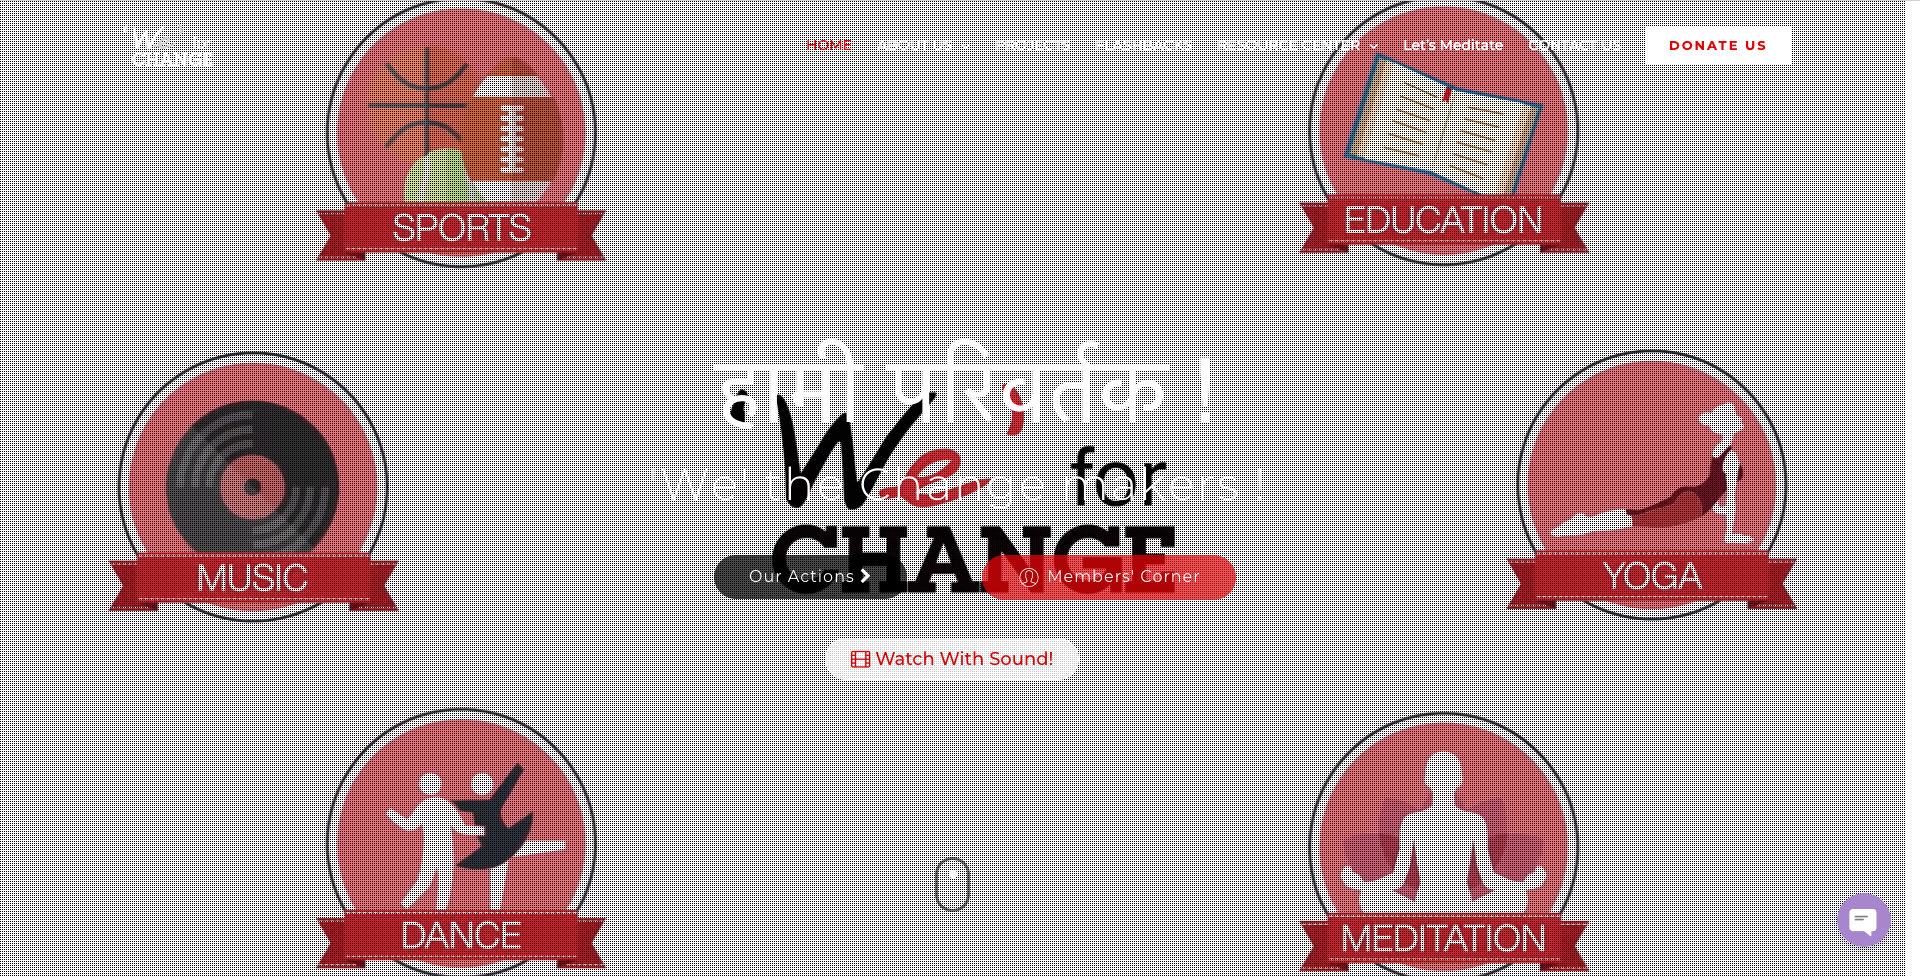 We for CHANGE
HOME ABOUT US PROJECTS FLASHBACKS RESOURCE CENTER Let's Meditate CONTACT US DONATE US
SPORTS
EDUCATION
हामी परिवर्तक !
We' the Change makers !
We' for
CHANGE
MUSIC
YOGA
Our Actions
Members' Corner
Watch With Sound!
DANCE
MEDITATION